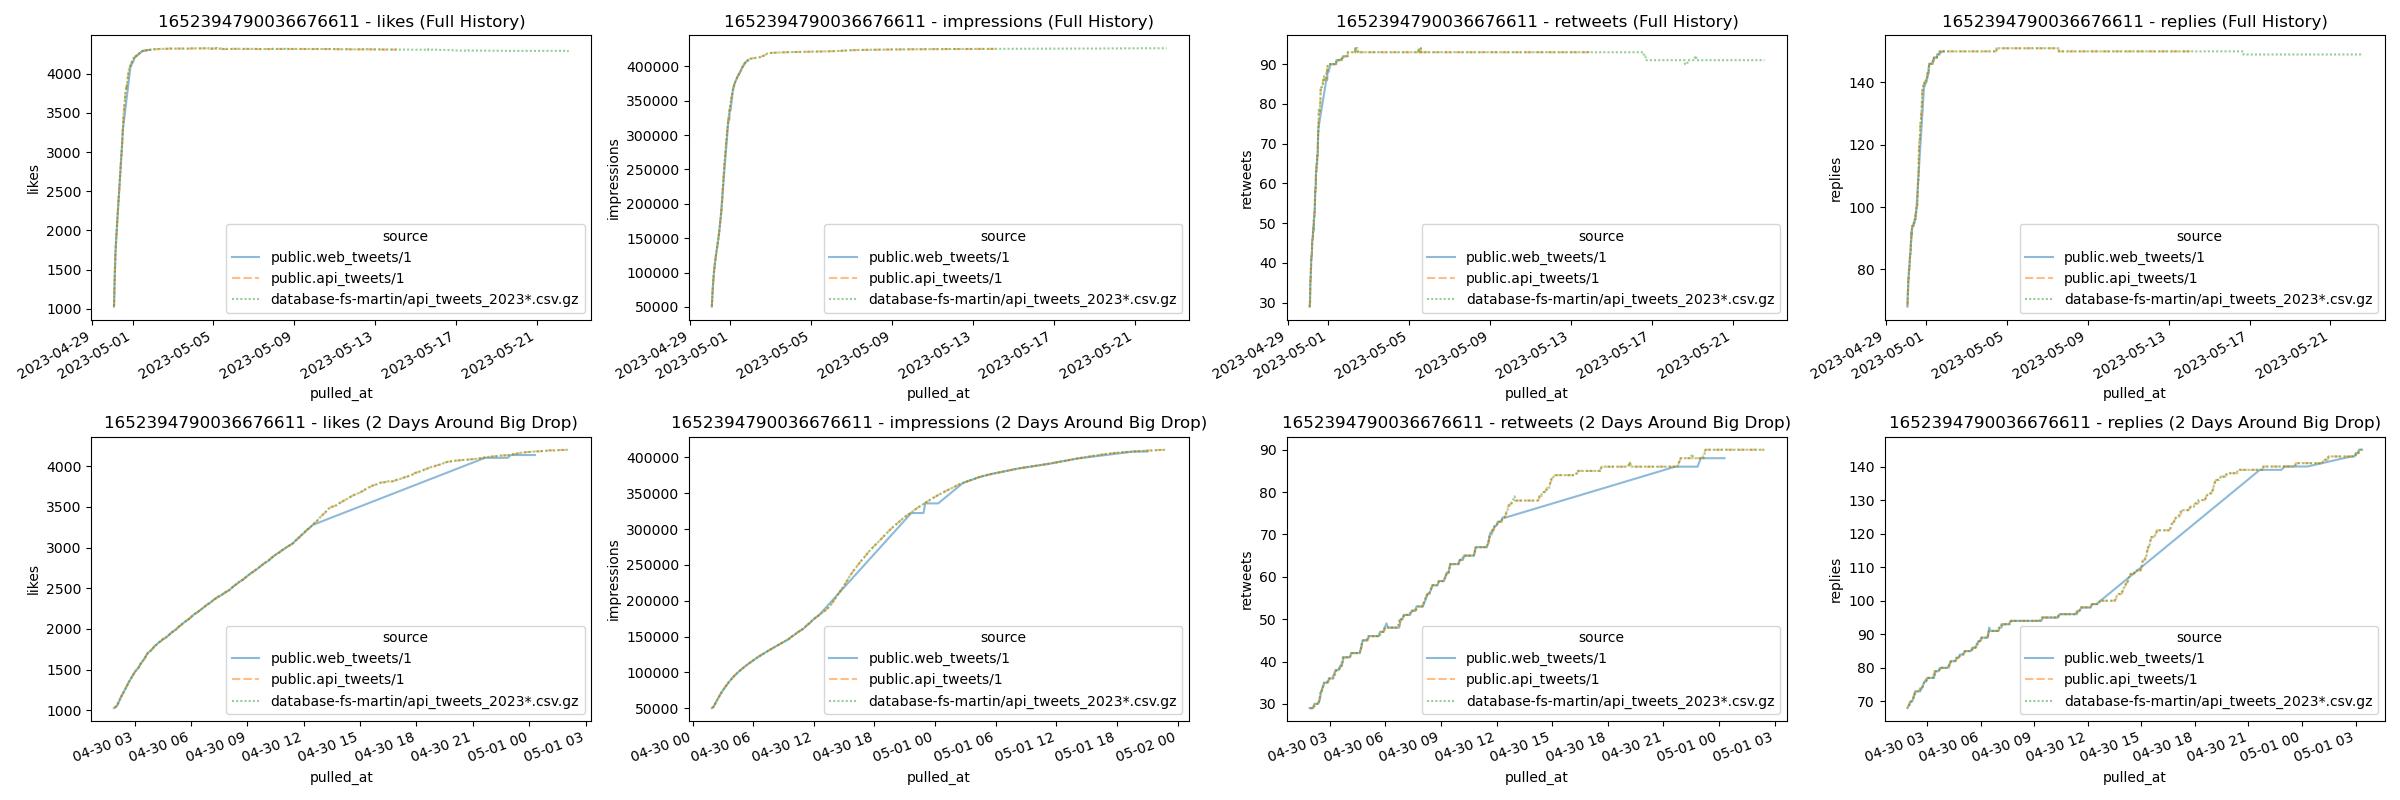 1652394790036676611 - likes (Full History)
likes
4000
3500
3000
2500
2000
1500
1000
source
public.web_tweets/1
public.api_tweets/1
database-fs-martin/api_tweets_2023*.csv.gz
2023-04-29
2023-05-01
2023-05-05
2023-05-09
2023-05-13
2023-05-17
2023-05-21
pulled_at
1652394790036676611 - impressions (Full History)
impressions
400000
350000
300000
250000
200000
150000
100000
50000
source
public.web_tweets/1
public.api_tweets/1
database-fs-martin/api_tweets_2023*.csv.gz
2023-04-29
2023-05-01
2023-05-05
2023-05-09
2023-05-13
2023-05-17
2023-05-21
pulled_at
1652394790036676611 - retweets (Full History)
retweets
90
80
70
60
50
40
30
source
public.web_tweets/1
public.api_tweets/1
database-fs-martin/api_tweets_2023*.csv.gz
2023-04-29
2023-05-01
2023-05-05
2023-05-09
2023-05-13
2023-05-17
2023-05-21
pulled_at
1652394790036676611 - replies (Full History)
replies
140
120
100
80
source
public.web_tweets/1
public.api_tweets/1
database-fs-martin/api_tweets_2023*.csv.gz
2023-04-29
2023-05-01
2023-05-05
2023-05-09
2023-05-13
2023-05-17
2023-05-21
pulled_at
1652394790036676611 - likes (2 Days Around Big Drop)
likes
4000
3500
3000
2500
2000
1500
1000
source
public.web_tweets/1
public.api_tweets/1
database-fs-martin/api_tweets_2023*.csv.gz
04-30 03
04-30 06
04-30 09
04-30 12
04-30 15
04-30 18
04-30 21
05-01 00
05-01 03
pulled_at
1652394790036676611 - impressions (2 Days Around Big Drop)
impressions
400000
350000
300000
250000
200000
150000
100000
50000
source
public.web_tweets/1
public.api_tweets/1
database-fs-martin/api_tweets_2023*.csv.gz
04-30 00
04-30 06
04-30 12
04-30 18
05-01 00
05-01 06
05-01 12
05-01 18
05-02 00
pulled_at
1652394790036676611 - retweets (2 Days Around Big Drop)
retweets
90
80
70
60
50
40
30
source
public.web_tweets/1
public.api_tweets/1
database-fs-martin/api_tweets_2023*.csv.gz
04-30 03
04-30 06
04-30 09
04-30 12
04-30 15
04-30 18
04-30 21
05-01 00
05-01 03
pulled_at
1652394790036676611 - replies (2 Days Around Big Drop)
replies
140
130
120
110
100
90
80
70
source
public.web_tweets/1
public.api_tweets/1
database-fs-martin/api_tweets_2023*.csv.gz
04-30 03
04-30 06
04-30 09
04-30 12
04-30 15
04-30 18
04-30 21
05-01 00
05-01 03
pulled_at